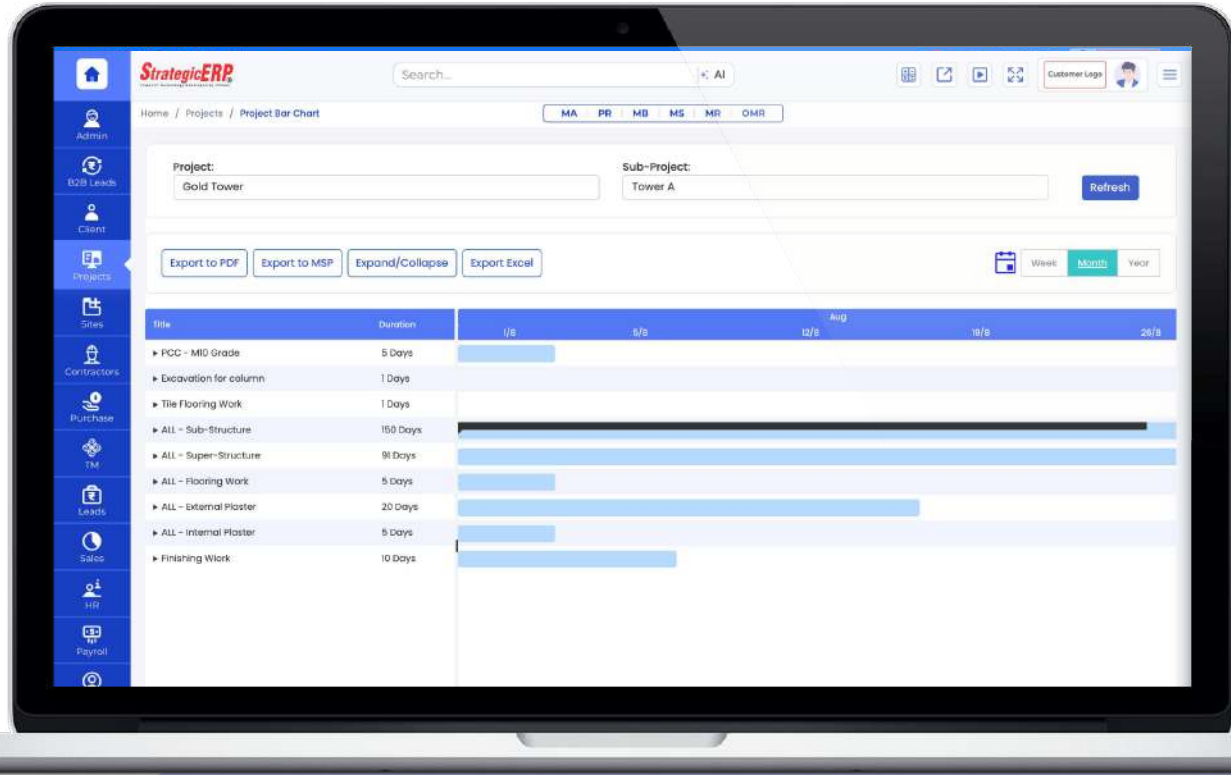 StrategicERP
Search...
AI
Customer Logo
Home / Projects / Project Bar Chart
MA PR MB MS MR OMR
Admin
B2B Leads
Client
Projects
Sites
Contractors
Purchase
TM
Leads
Sales
HR
Payroll
Project:
Sub-Project:
Gold Tower
Tower A
Refresh
Export to PDF
Export to MSP
Expand/Collapse
Export Excel
Week
Month
Year
Title
Duration
Aug
1/8
5/8
12/8
19/8
26/8
PCC - M10 Grade
5 Days
Excavation for column
1 Days
Tile Flooring Work
1 Days
ALL - Sub-Structure
150 Days
ALL - Super-Structure
91 Days
ALL - Flooring Work
5 Days
ALL - External Plaster
20 Days
ALL - Internal Plaster
5 Days
Finishing Wlork
10 Days